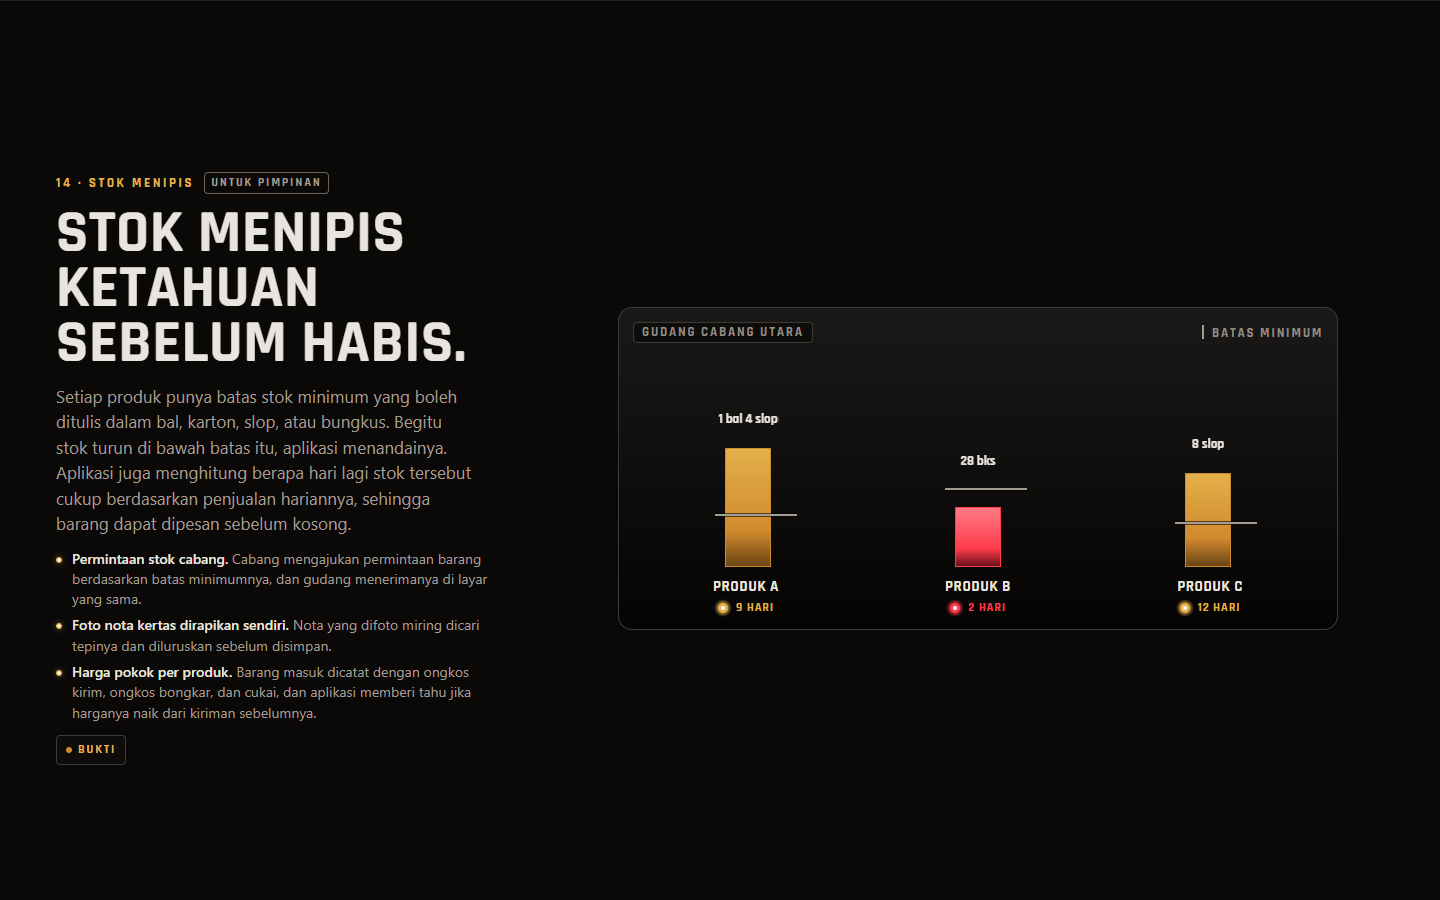 14 · STOK MENIPIS
UNTUK PIMPINAN
STOK MENIPIS
KETAHUAN
SEBELUM HABIS.
Setiap produk punya batas stok minimum yang boleh
ditulis dalam bal, karton, slop, atau bungkus. Begitu
stok turun di bawah batas itu, aplikasi menandainya.
Aplikasi juga menghitung berapa hari lagi stok tersebut
cukup berdasarkan penjualan hariannya, sehingga
barang dapat dipesan sebelum kosong.
Permintaan stok cabang. Cabang mengajukan permintaan barang
berdasarkan batas minimumnya, dan gudang menerimanya di layar
yang sama.
Foto nota kertas dirapikan sendiri. Nota yang difoto miring dicari
tepinya dan diluruskan sebelum disimpan.
Harga pokok per produk. Barang masuk dicatat dengan ongkos
kirim, ongkos bongkar, dan cukai, dan aplikasi memberi tahu jika
harganya naik dari kiriman sebelumnya.
BUKTI
GUDANG CABANG UTARA
BATAS MINIMUM
1 bal 4 slop
28 bks
8 slop
PRODUK A
PRODUK B
PRODUK C
9 HARI
2 HARI
12 HARI